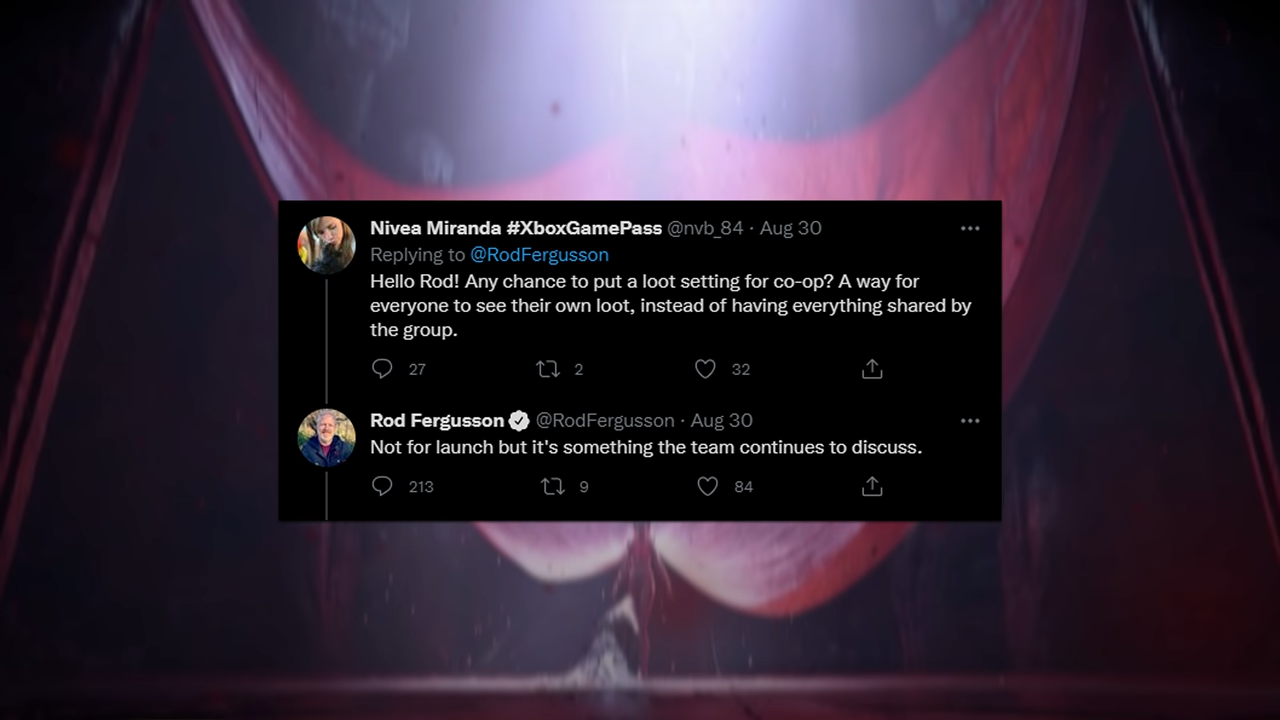 Nivea Miranda #XboxGamePass @nvb_84 · Aug 30
Replying to @RodFergusson
Hello Rod! Any chance to put a loot setting for co-op? A way for
everyone to see their own loot, instead of having everything shared by
the group.
27 2 32
Rod Fergusson @RodFergusson · Aug 30
Not for launch but it's something the team continues to discuss.
213 9 84